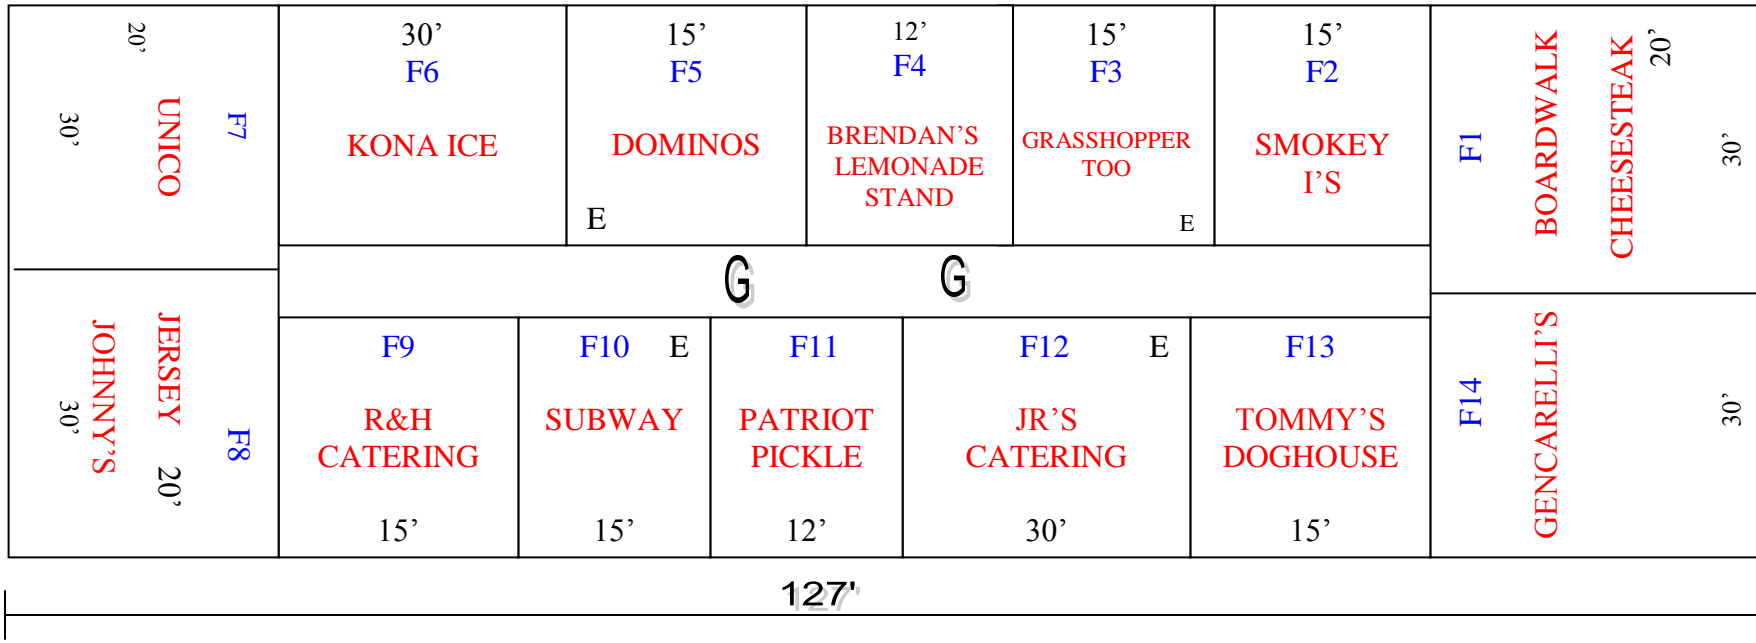 20’
30’
UNICO
F7
30’
F6
KONA ICE
15’
F5
DOMINOS
E
12’
F4
BRENDAN’S
LEMONADE
STAND
15’
F3
GRASSHOPPER
TOO
E
15’
F2
SMOKEY
I’S
F1
BOARDWALK
CHEESESTEAK
20’
30’
G
G
JERSEY 20’
JOHNNY’S
30’
F8
F9
R&H
CATERING
15’
F10 E
SUBWAY
15’
F11
PATRIOT
PICKLE
12’
F12 E
JR’S
CATERING
30’
F13
TOMMY’S
DOGHOUSE
15’
F14
GENCARELLI’S
30’
127'